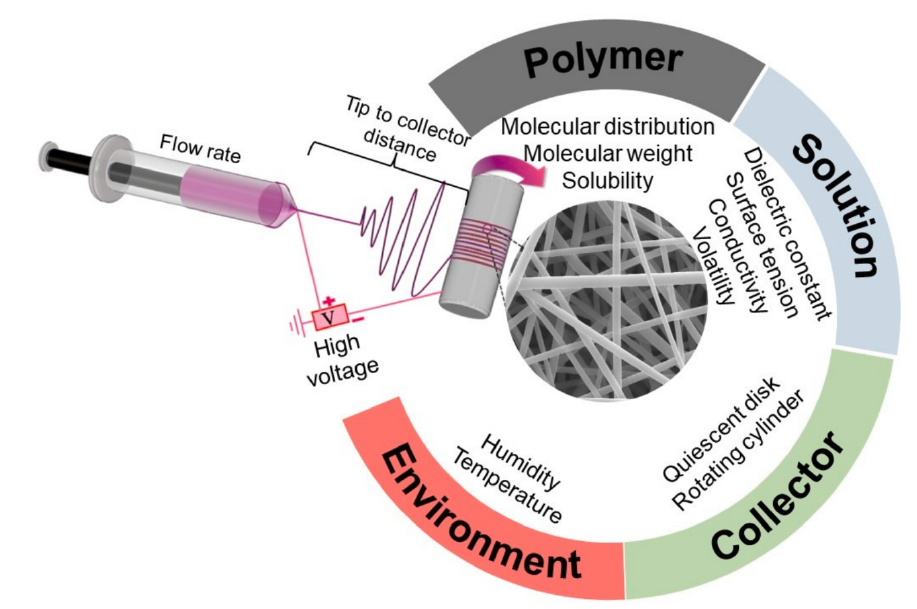 Polymer
Molecular distribution
Molecular weight
Solubility
Solution
Dielectric constant
Surface tension
Conductivity
Volatility
Tip to collector
distance
Flow rate
+
V
−
High
voltage
Collector
Quiescent disk
Rotating cylinder
Environment
Humidity
Temperature